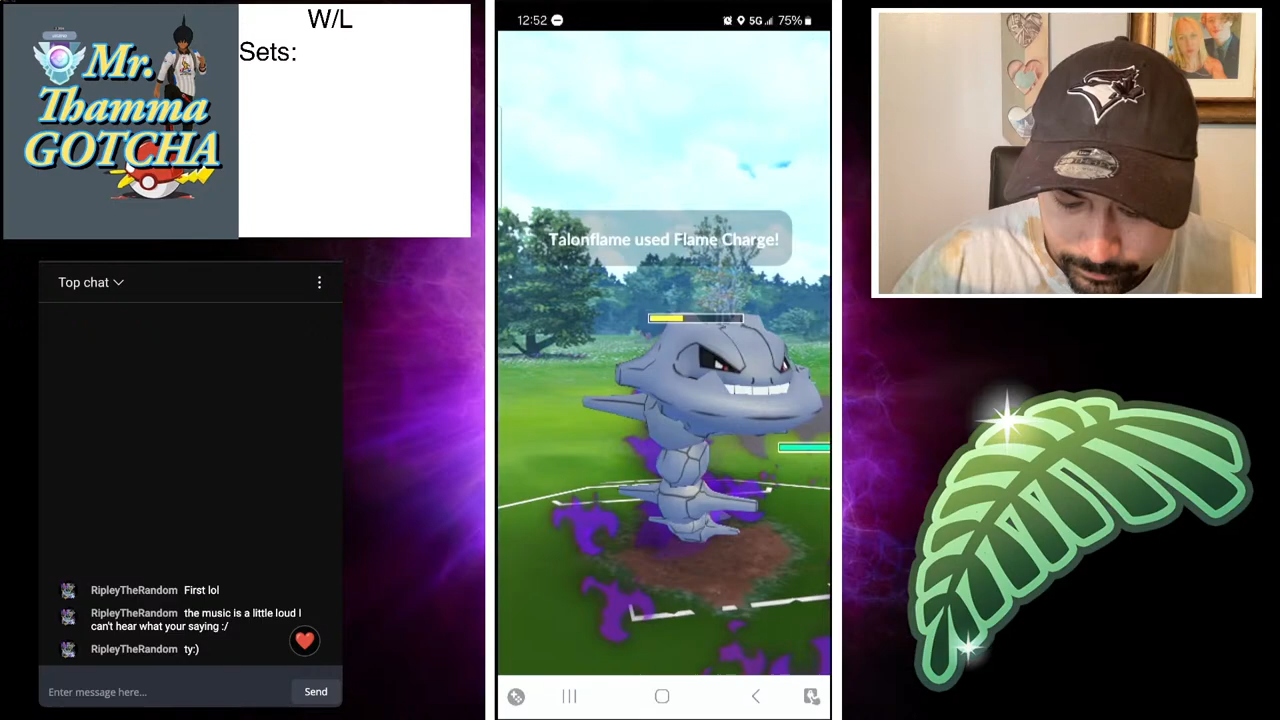 Mr.
Thamma
GOTCHA
W/L
Sets:
Top chat
RipleyTheRandom First lol
RipleyTheRandom the music is a little loud I
can't hear what your saying :/
RipleyTheRandom ty:)
Enter message here...
Send
12:52
5G
75%
Talonflame used Flame Charge!